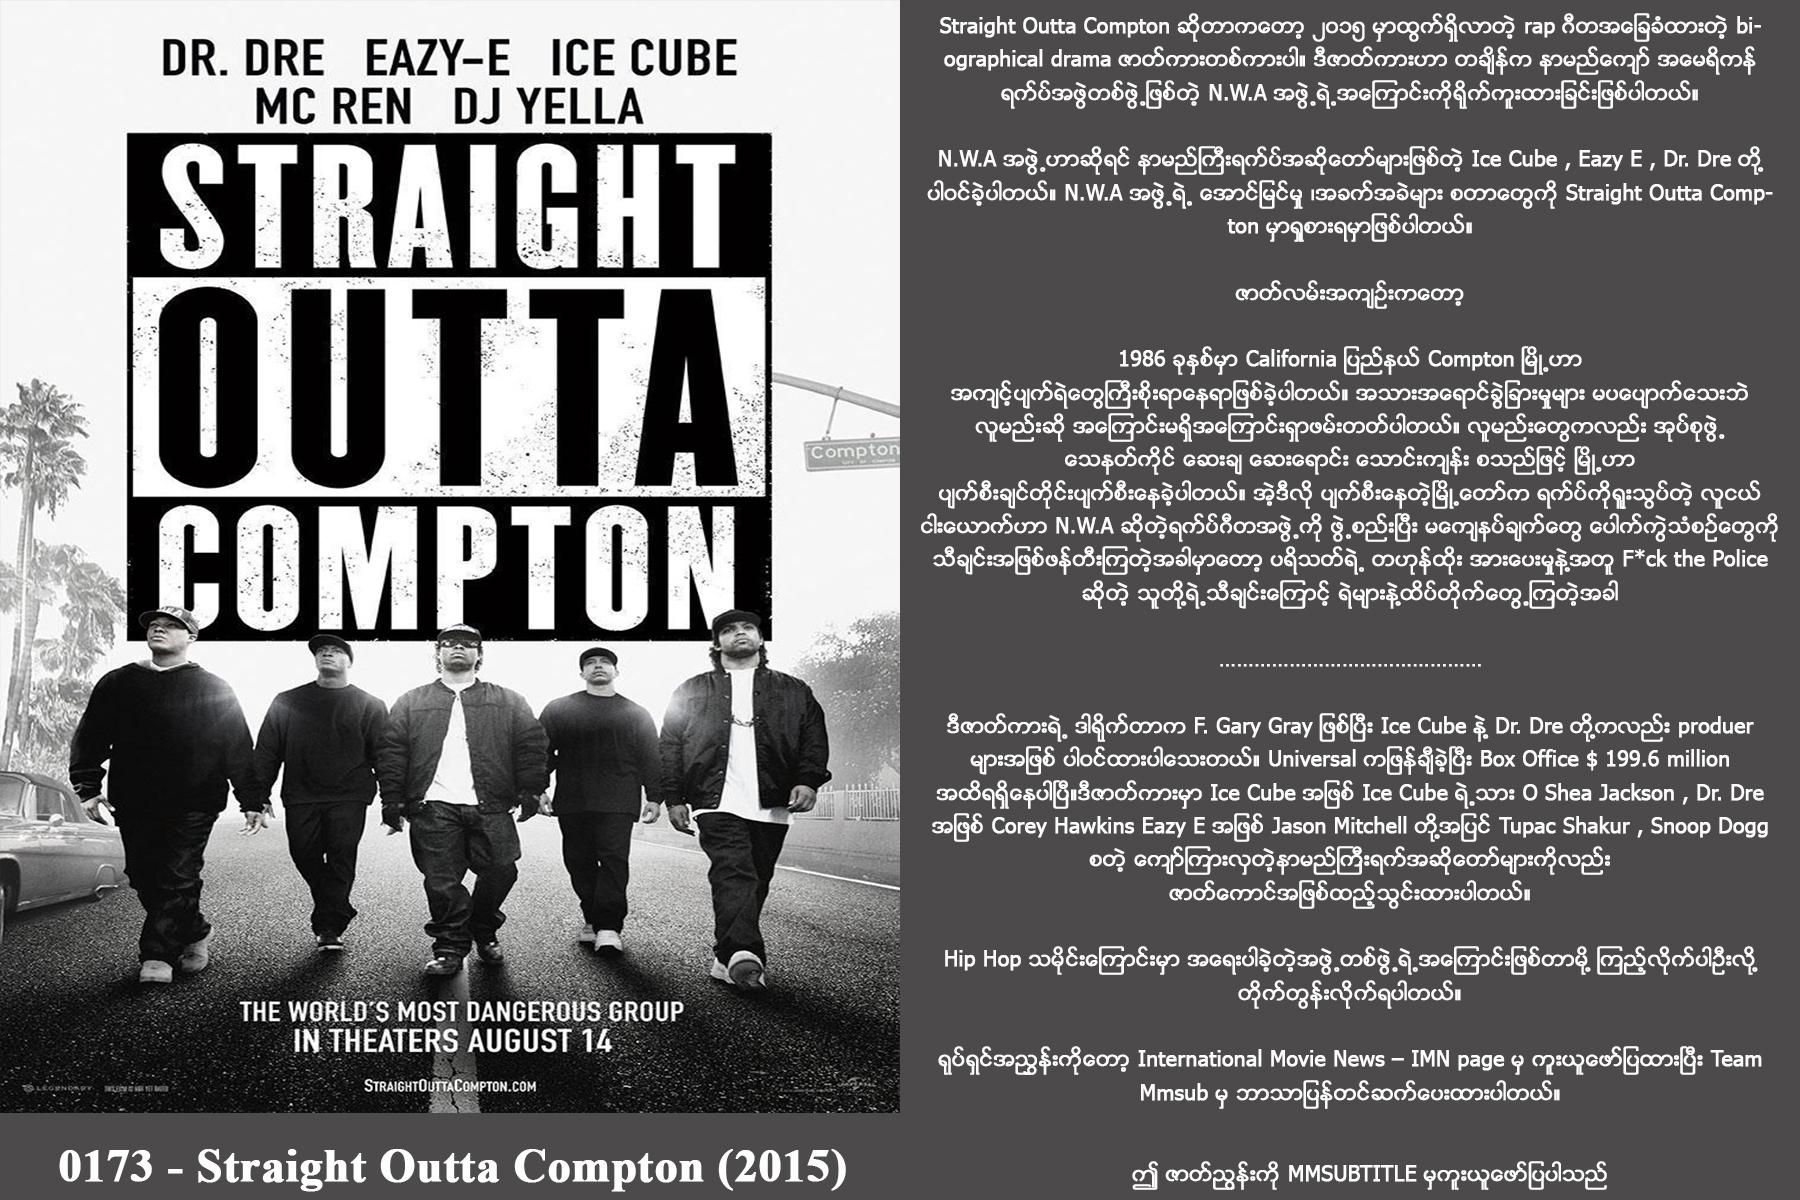 DR. DRE EAZY-E ICE CUBE
MC REN DJ YELLA
STRAIGHT
OUTTA
COMPTON
Compton
THE WORLD'S MOST DANGEROUS GROUP
IN THEATERS AUGUST 14
LEGENDARY THIS FILM IS NOT YET RATED
STRAIGHTOUTTACOMPTON.COM
0173 - Straight Outta Compton (2015)
Straight Outta Compton ဆိုတာကတော့ ၂၀၁၅ မှာထွက်ရှိလာတဲ့ rap ဂီတအခြေခံထားတဲ့ bi-
ographical drama ဇာတ်ကားတစ်ကားပါ။ ဒီဇာတ်ကားဟာ တချိန်က နာမည်ကျော် အမေရိကန်
ရက်ပ်အဖွဲတစ်ဖွဲ့ဖြစ်တဲ့ N.W.A အဖွဲ့ရဲ့အကြောင်းကိုရိုက်ကူးထားခြင်းဖြစ်ပါတယ်။
N.W.A အဖွဲ့ဟာဆိုရင် နာမည်ကြီးရက်ပ်အဆိုတော်များဖြစ်တဲ့ Ice Cube , Eazy E , Dr. Dre တို့
ပါဝင်ခဲ့ပါတယ်။ N.W.A အဖွဲ့ရဲ့ အောင်မြင်မှု ၊အခက်အခဲများ စတာတွေကို Straight Outta Comp-
ton မှာရှုစားရမှာဖြစ်ပါတယ်။
ဇာတ်လမ်းအကျဉ်းကတော့
1986 ခုနှစ်မှာ California ပြည်နယ် Compton မြို့ဟာ
အကျင့်ပျက်ရဲတွေကြီးစိုးရာနေရာဖြစ်ခဲ့ပါတယ်။ အသားအရောင်ခွဲခြားမှုများ မပပျောက်သေးဘဲ
လူမည်းဆို အကြောင်းမရှိအကြောင်းရှာဖမ်းတတ်ပါတယ်။ လူမည်းတွေကလည်း အုပ်စုဖွဲ့
သေနတ်ကိုင် ဆေးချ ဆေးရောင်း သောင်းကျန်း စသည်ဖြင့် မြို့ဟာ
ပျက်စီးချင်တိုင်းပျက်စီးနေခဲ့ပါတယ်။ အဲ့ဒီလို ပျက်စီးနေတဲ့မြို့တော်က ရက်ပ်ကိုရူးသွပ်တဲ့ လူငယ်
ငါးယောက်ဟာ N.W.A ဆိုတဲ့ရက်ပ်ဂီတအဖွဲ့ကို ဖွဲ့စည်းပြီး မကျေနပ်ချက်တွေ ပေါက်ကွဲသံစဉ်တွေကို
သီချင်းအဖြစ်ဖန်တီးကြတဲ့အခါမှာတော့ ပရိသတ်ရဲ့ တဟုန်ထိုး အားပေးမှုနဲ့အတူ F*ck the Police
ဆိုတဲ့ သူတို့ရဲ့သီချင်းကြောင့် ရဲများနဲ့ထိပ်တိုက်တွေ့ကြတဲ့အခါ
.............................................
ဒီဇာတ်ကားရဲ့ ဒါရိုက်တာက F. Gary Gray ဖြစ်ပြီး Ice Cube နဲ့ Dr. Dre တို့ကလည်း produer
များအဖြစ် ပါဝင်ထားပါသေးတယ်။ Universal ကဖြန့်ချီခဲ့ပြီး Box Office $ 199.6 million
အထိရရှိနေပါပြီ။ဒီဇာတ်ကားမှာ Ice Cube အဖြစ် Ice Cube ရဲ့သား O Shea Jackson , Dr. Dre
အဖြစ် Corey Hawkins Eazy E အဖြစ် Jason Mitchell တို့အပြင် Tupac Shakur , Snoop Dogg
စတဲ့ ကျော်ကြားလှတဲ့နာမည်ကြီးရက်အဆိုတော်များကိုလည်း
ဇာတ်ကောင်အဖြစ်ထည့်သွင်းထားပါတယ်။
Hip Hop သမိုင်းကြောင်းမှာ အရေးပါခဲ့တဲ့အဖွဲ့တစ်ဖွဲ့ရဲ့အကြောင်းဖြစ်တာမို့ ကြည့်လိုက်ပါဦးလို့
တိုက်တွန်းလိုက်ရပါတယ်။
ရုပ်ရှင်အညွှန်းကိုတော့ International Movie News – IMN page မှ ကူးယူဖော်ပြထားပြီး Team
Mmsub မှ ဘာသာပြန်တင်ဆက်ပေးထားပါတယ်။
ဤ ဇာတ်ညွှန်းကို MMSUBTITLE မှကူးယူဖော်ပြပါသည်